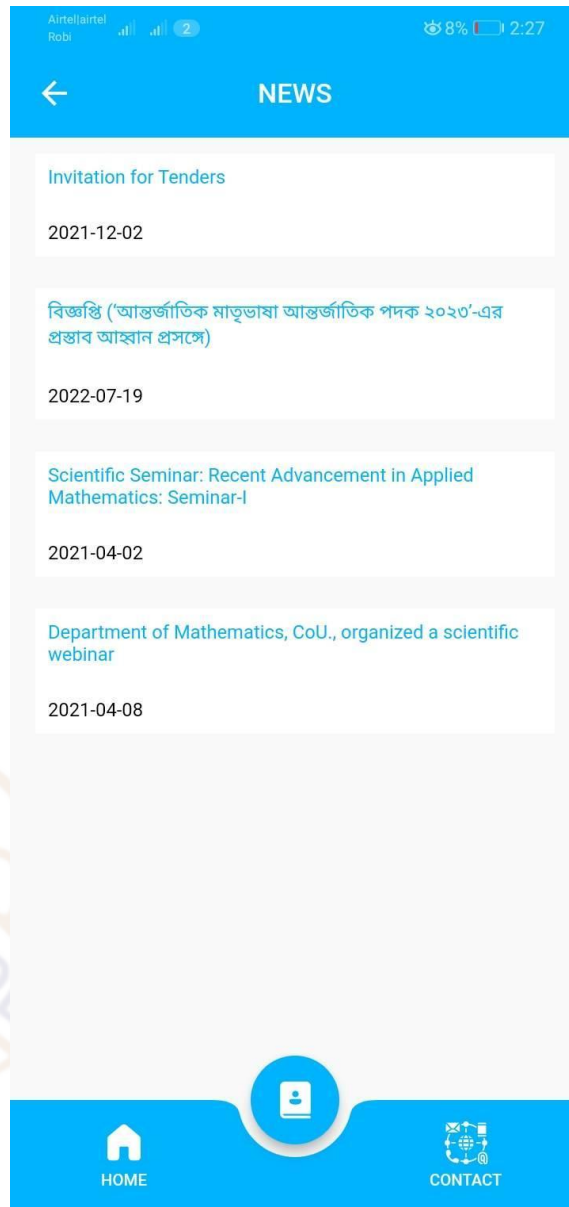 Airtel|airtel
Robi
2
8% 2:27
NEWS
Invitation for Tenders
2021-12-02
বিজ্ঞপ্তি (‘আন্তর্জাতিক মাতৃভাষা আন্তর্জাতিক পদক ২০২৩’-এর
প্রস্তাব আহ্বান প্রসঙ্গে)
2022-07-19
Scientific Seminar: Recent Advancement in Applied
Mathematics: Seminar-I
2021-04-02
Department of Mathematics, CoU., organized a scientific
webinar
2021-04-08
HOME
CONTACT